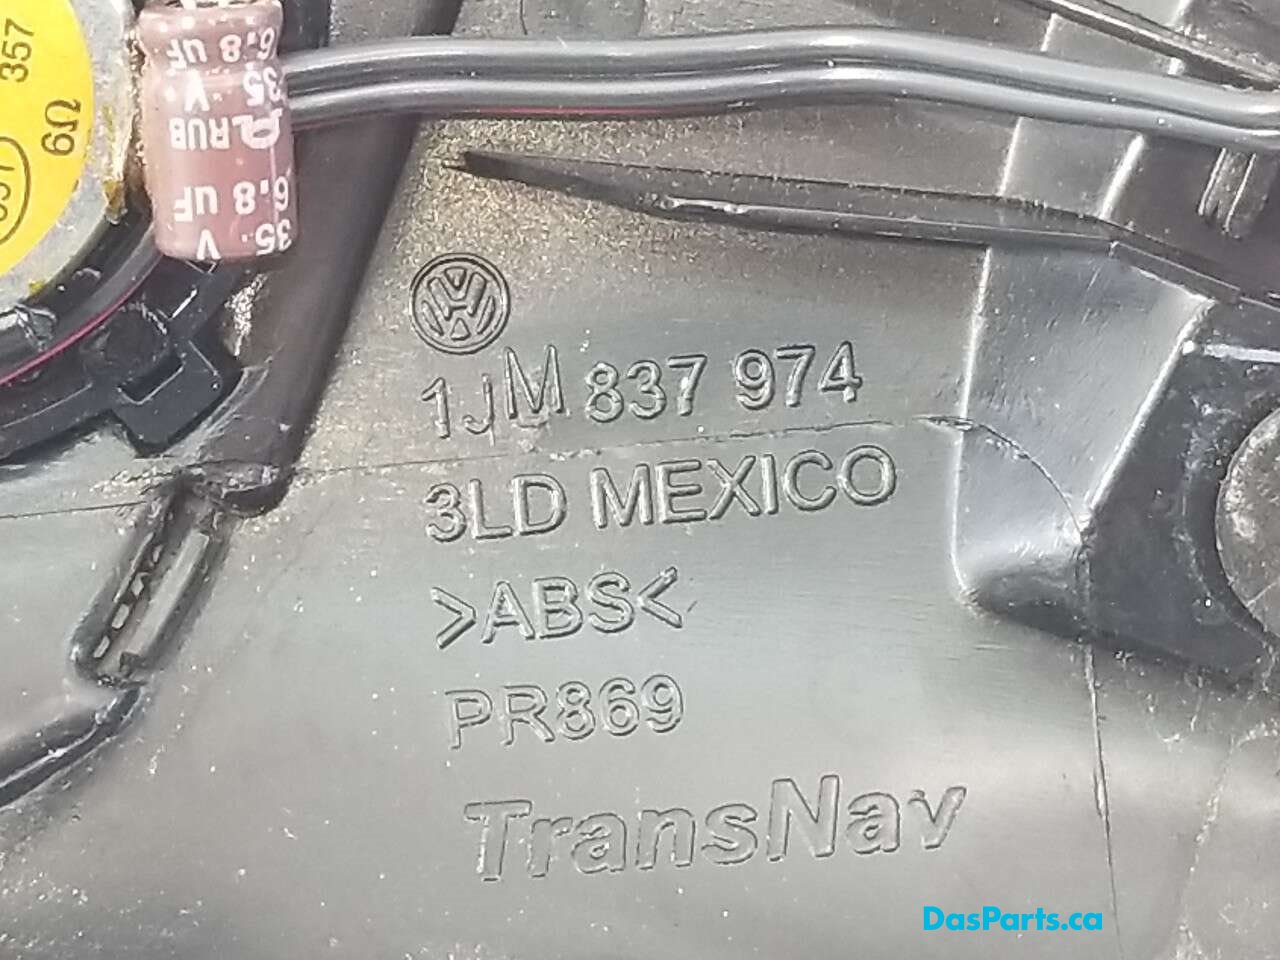 357
6Ω
6.8 UF
35 V
RUB
6.8 UF
35 V
1JM 837 974
3LD MEXICO
>ABS<
PR869
TransNav
DasParts.ca